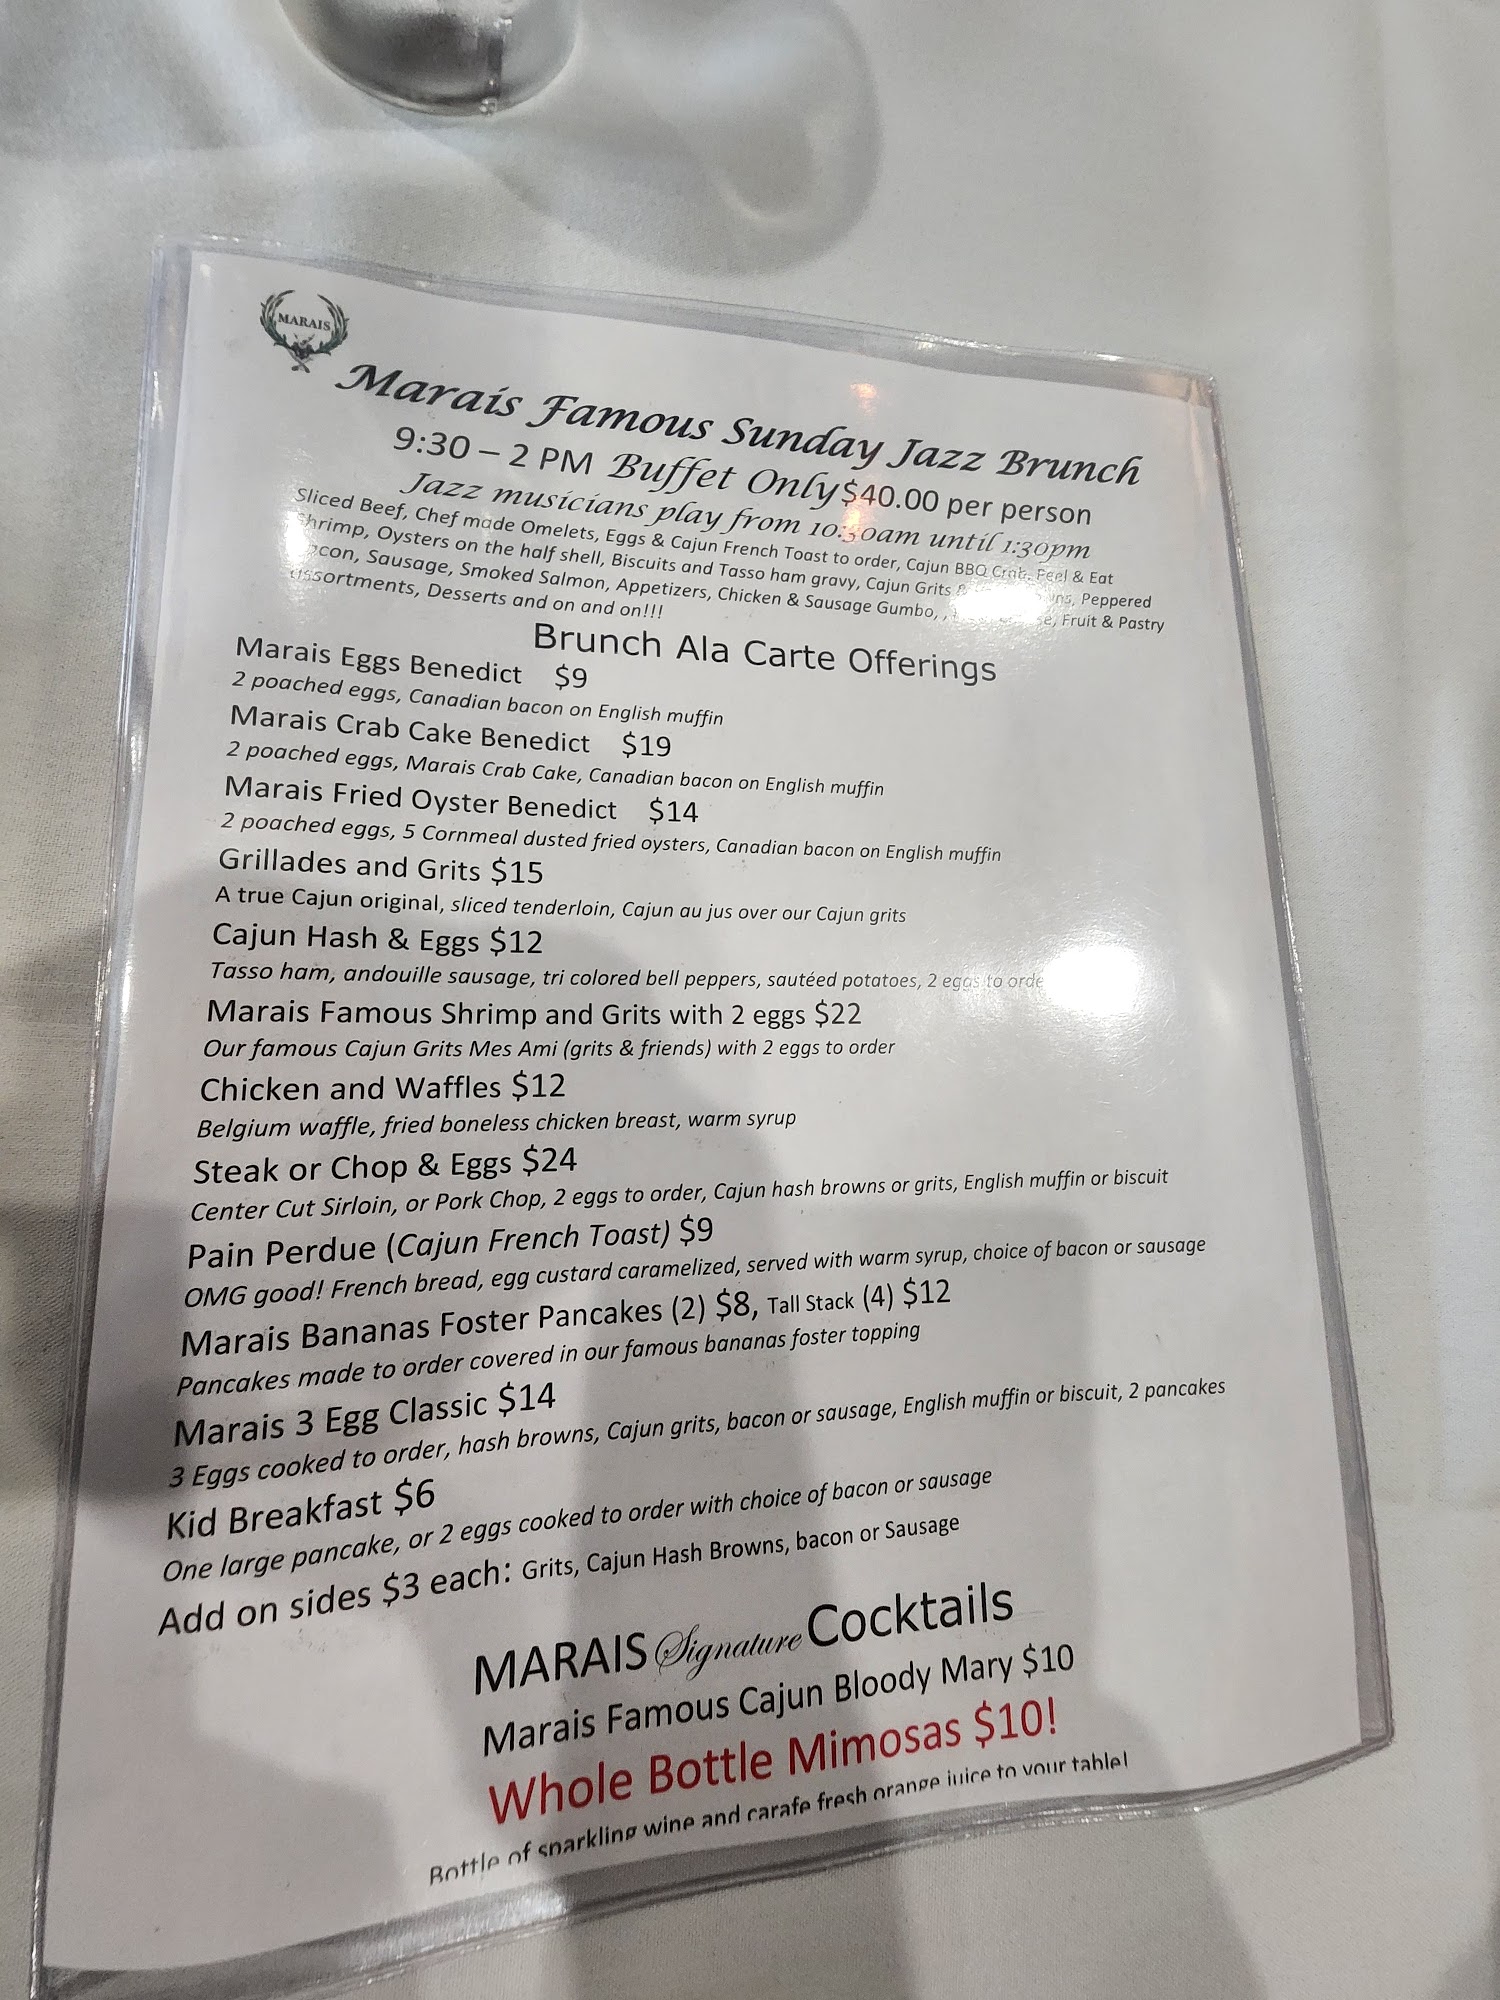 MARAIS
Marais Famous Sunday Jazz Brunch
9:30 – 2 PM Buffet Only $40.00 per person
Jazz musicians play from 10:30am until 1:30pm
Sliced Beef, Chef made Omelets, Eggs & Cajun French Toast to order, Cajun BBQ Crab, Peel & Eat
Shrimp, Oysters on the half shell, Biscuits and Tasso ham gravy, Cajun Grits Peppered
Bacon, Sausage, Smoked Salmon, Appetizers, Chicken & Sausage Gumbo, , Fruit & Pastry
assortments, Desserts and on and on!!!
Brunch Ala Carte Offerings
Marais Eggs Benedict $9
2 poached eggs, Canadian bacon on English muffin
Marais Crab Cake Benedict $19
2 poached eggs, Marais Crab Cake, Canadian bacon on English muffin
Marais Fried Oyster Benedict $14
2 poached eggs, 5 Cornmeal dusted fried oysters, Canadian bacon on English muffin
Grillades and Grits $15
A true Cajun original, sliced tenderloin, Cajun au jus over our Cajun grits
Cajun Hash & Eggs $12
Tasso ham, andouille sausage, tri colored bell peppers, sautéed potatoes, 2 eggs to order
Marais Famous Shrimp and Grits with 2 eggs $22
Our famous Cajun Grits Mes Ami (grits & friends) with 2 eggs to order
Chicken and Waffles $12
Belgium waffle, fried boneless chicken breast, warm syrup
Steak or Chop & Eggs $24
Center Cut Sirloin, or Pork Chop, 2 eggs to order, Cajun hash browns or grits, English muffin or biscuit
Pain Perdue (Cajun French Toast) $9
OMG good! French bread, egg custard caramelized, served with warm syrup, choice of bacon or sausage
Marais Bananas Foster Pancakes (2) $8, Tall Stack (4) $12
Pancakes made to order covered in our famous bananas foster topping
Marais 3 Egg Classic $14
3 Eggs cooked to order, hash browns, Cajun grits, bacon or sausage, English muffin or biscuit, 2 pancakes
Kid Breakfast $6
One large pancake, or 2 eggs cooked to order with choice of bacon or sausage
Add on sides $3 each: Grits, Cajun Hash Browns, bacon or Sausage
MARAIS Signature Cocktails
Marais Famous Cajun Bloody Mary $10
Whole Bottle Mimosas $10!
Bottle of sparkling wine and carafe fresh orange juice to your table!